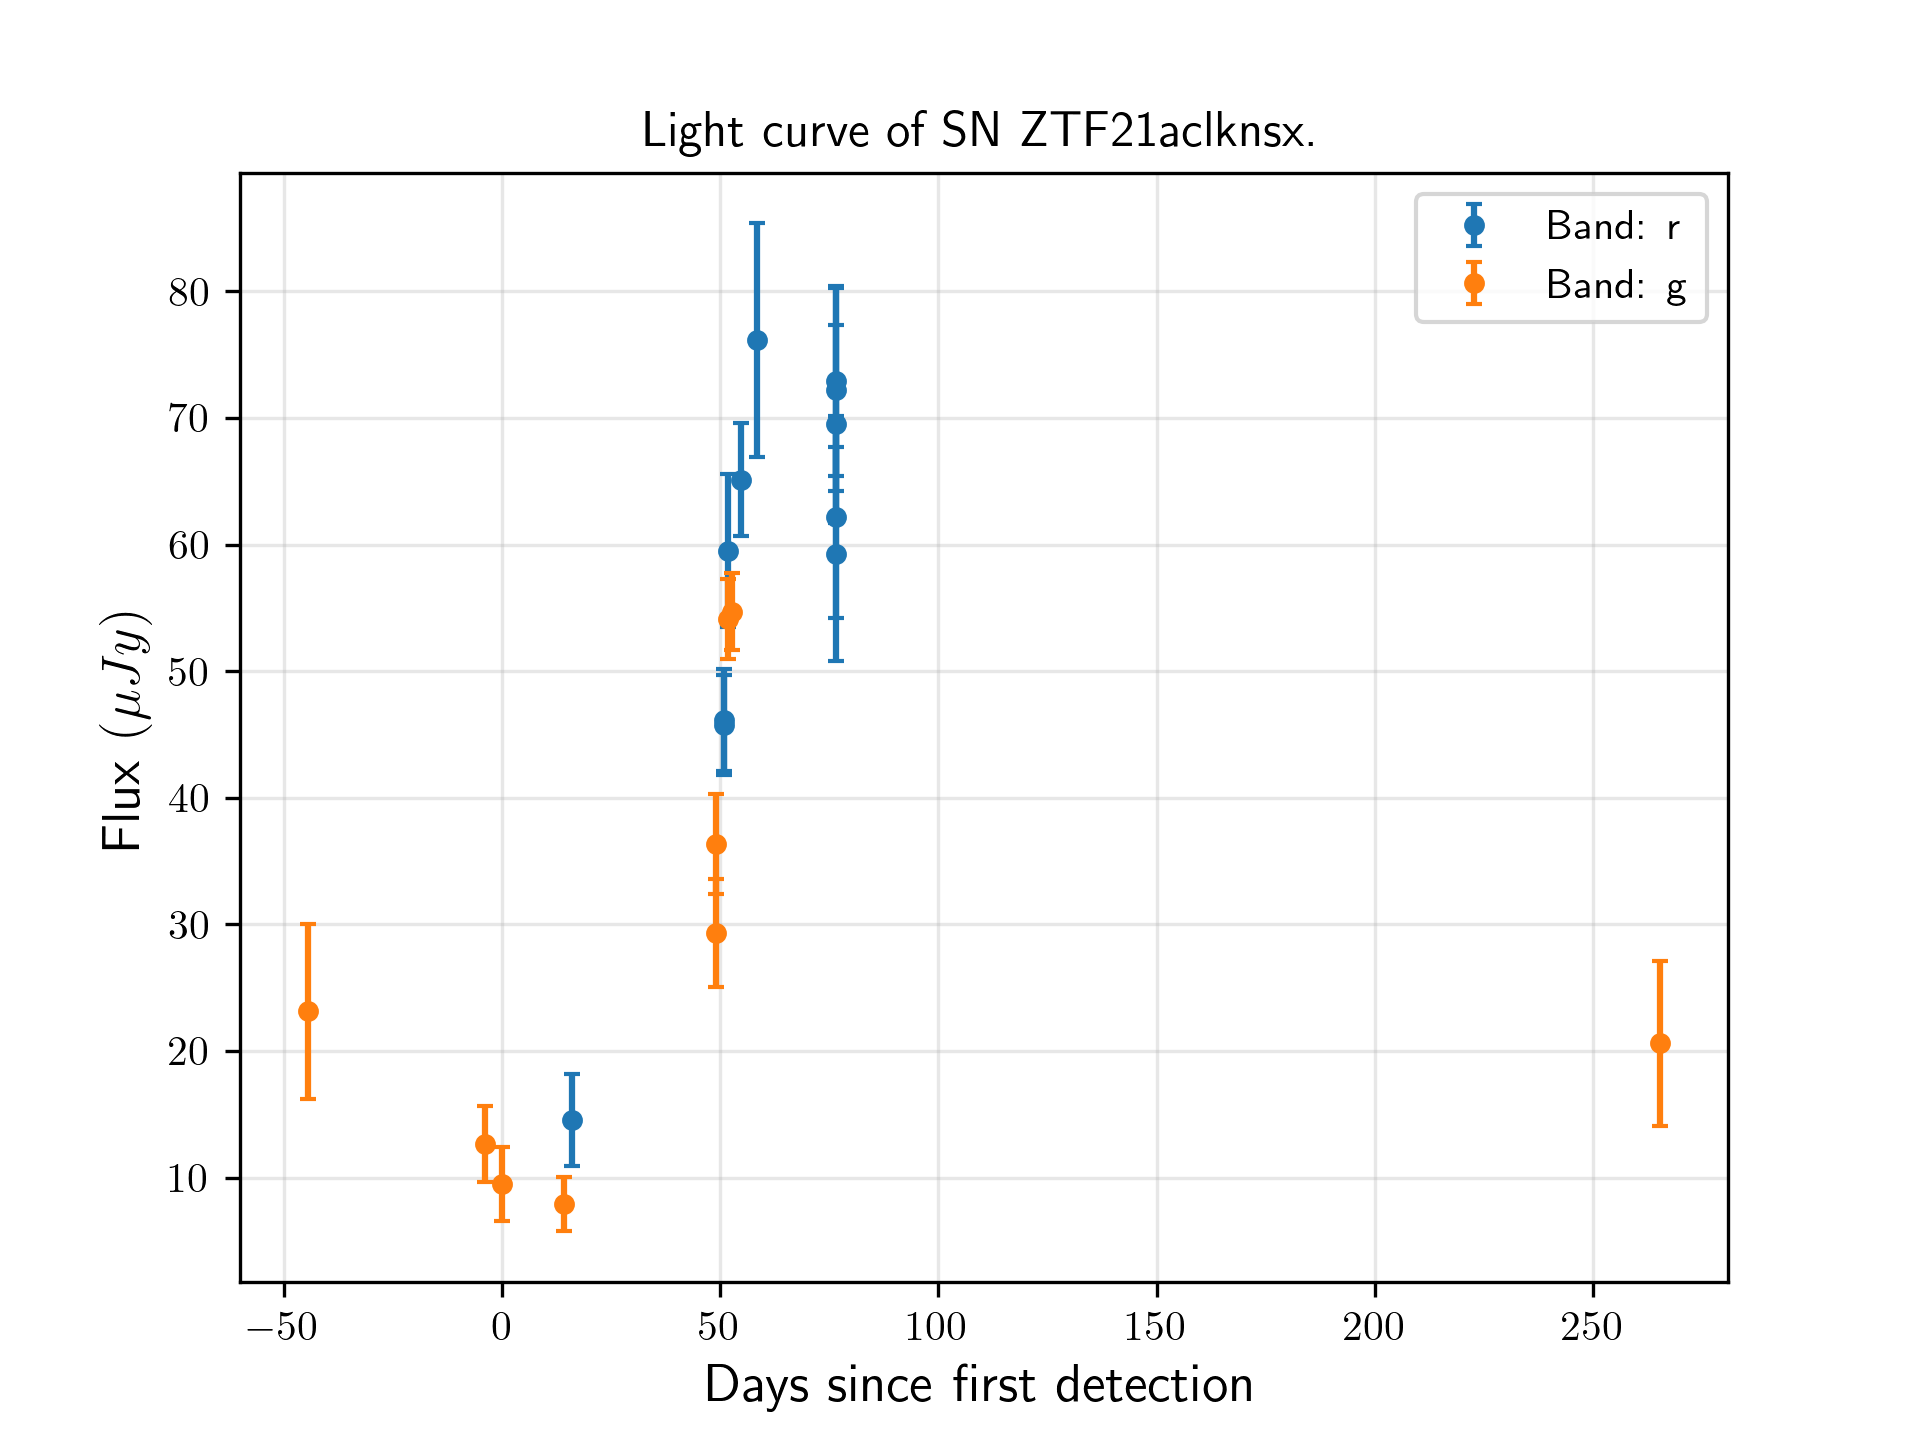 Light curve of SN ZTF21aclknsx.
Band: r
Band: g
80
70
60
50
40
30
20
10
Flux (μJy)
−50 0 50 100 150 200 250
Days since first detection